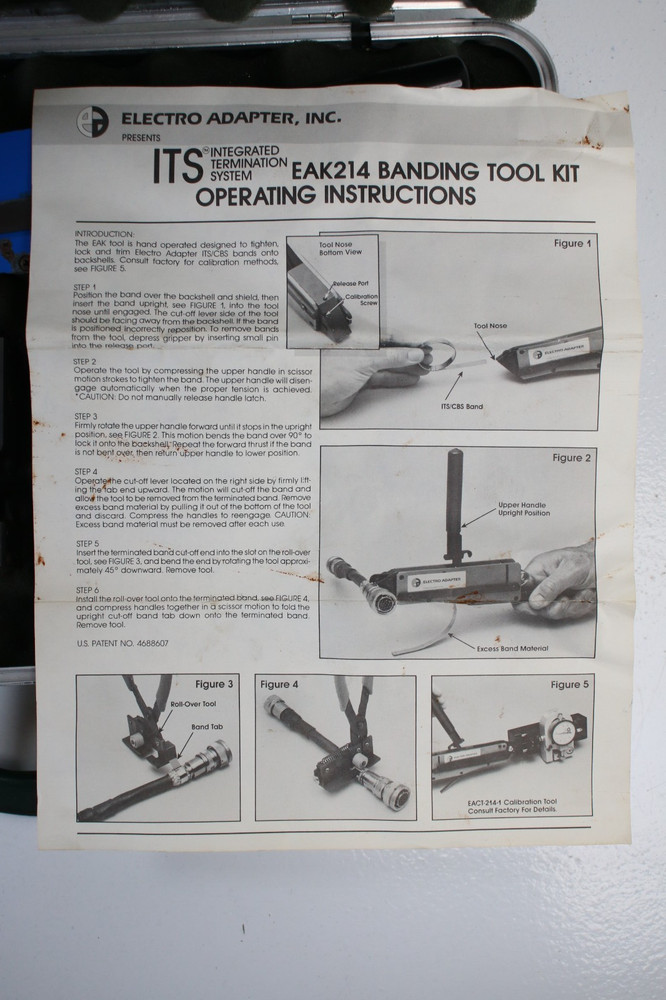 ELECTRO ADAPTER, INC.
PRESENTS
ITS℠ INTEGRATED
TERMINATION
SYSTEM
EAK214 BANDING TOOL KIT
OPERATING INSTRUCTIONS
INTRODUCTION:
The EAK tool is hand operated designed to tighten,
lock and trim Electro Adapter ITS/CBS bands onto
backshells. Consult factory for calibration methods,
see FIGURE 5.
STEP 1
Position the band over the backshell and shield, then
insert the band upright, see FIGURE 1, into the tool
nose until engaged. The cut-off lever side of the tool
should be facing away from the backshell. If the band
is positioned incorrectly reposition. To remove bands
from the tool, depress gripper by inserting small pin
into the release port.
STEP 2
Operate the tool by compressing the upper handle in scissor
motion strokes to tighten the band. The upper handle will disen-
gage automatically when the proper tension is achieved.
*CAUTION: Do not manually release handle latch.
STEP 3
Firmly rotate the upper handle forward until it stops in the upright
position, see FIGURE 2. This motion bends the band over 90° to
lock it onto the backshell. Repeat the forward thrust if the band
is not bent over, then return upper handle to lower position.
STEP 4
Operate the cut-off lever located on the right side by firmly lift-
ing the tab end upward. The motion will cut-off the band and
allow the tool to be removed from the terminated band. Remove
excess band material by pulling it out of the bottom of the tool
and discard. Compress the handles to reengage. CAUTION:
Excess band material must be removed after each use.
STEP 5
Insert the terminated band cut-off end into the slot on the roll-over
tool, see FIGURE 3, and bend the end by rotating the tool approxi-
mately 45° downward. Remove tool.
STEP 6
Install the roll-over tool onto the terminated band, see FIGURE 4,
and compress handles together in a scissor motion to fold the
upright cut-off band tab down onto the terminated band.
Remove tool.
U.S. PATENT NO. 4688607
Tool Nose
Bottom View
Release Port
Calibration
Screw
Figure 1
Tool Nose
ELECTRO ADAPTER
ITS/CBS Band
Figure 2
Upper Handle
Upright Position
ELECTRO ADAPTER
Excess Band Material
Figure 3
Roll-Over Tool
Band Tab
Figure 4
Figure 5
EACT-214-1 Calibration Tool
Consult Factory For Details.